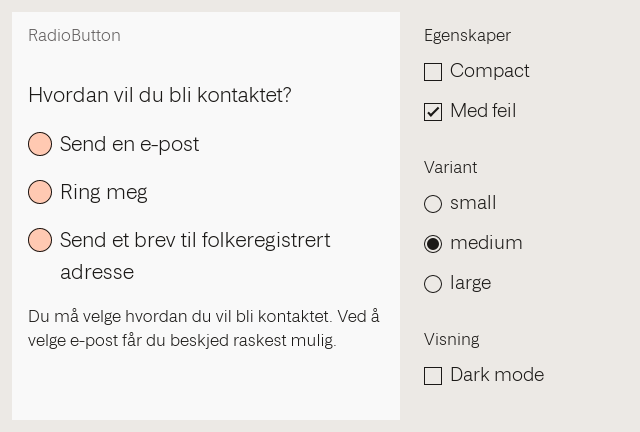 RadioButton
Hvordan vil du bli kontaktet?
Send en e-post
Ring meg
Send et brev til folkeregistrert
adresse
Du må velge hvordan du vil bli kontaktet. Ved å
velge e-post får du beskjed raskest mulig.
Egenskaper
Compact
Med feil
Variant
small
medium
large
Visning
Dark mode